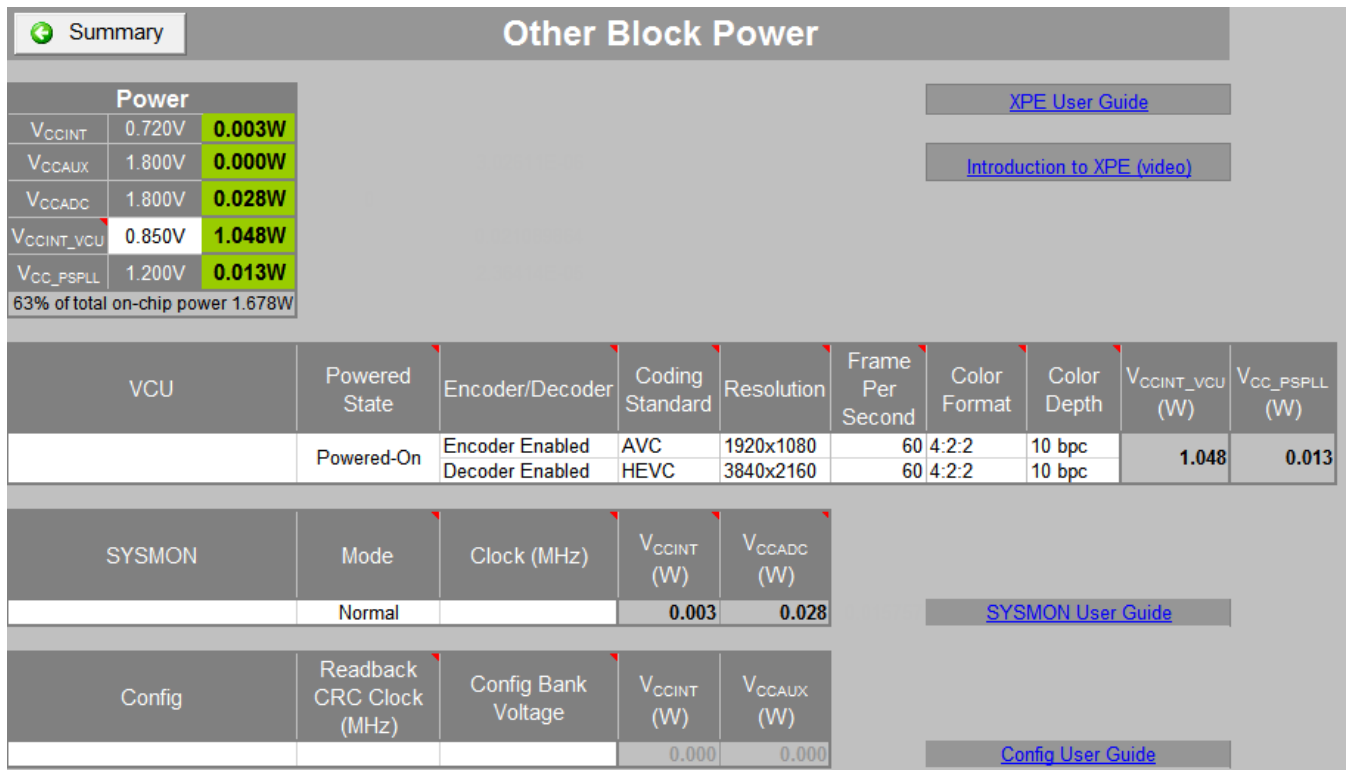 Summary
Other Block Power
Power
VCCINT 0.720V 0.003W
VCCAUX 1.800V 0.000W
VCCADC 1.800V 0.028W
VCCINT_VCU 0.850V 1.048W
VCC_PSPLL 1.200V 0.013W
63% of total on-chip power 1.678W
XPE User Guide
Introduction to XPE (video)
VCU
Powered
State
Encoder/Decoder
Coding
Standard
Resolution
Frame
Per
Second
Color
Format
Color
Depth
VCCINT_VCU
(W)
VCC_PSPLL
(W)
Powered-On
Encoder Enabled AVC 1920x1080 60 4:2:2 10 bpc
Decoder Enabled HEVC 3840x2160 60 4:2:2 10 bpc
1.048 0.013
SYSMON
Mode
Clock (MHz)
VCCINT
(W)
VCCADC
(W)
Normal 0.003 0.028
SYSMON User Guide
Config
Readback
CRC Clock
(MHz)
Config Bank
Voltage
VCCINT
(W)
VCCAUX
(W)
0.000 0.000
Config User Guide